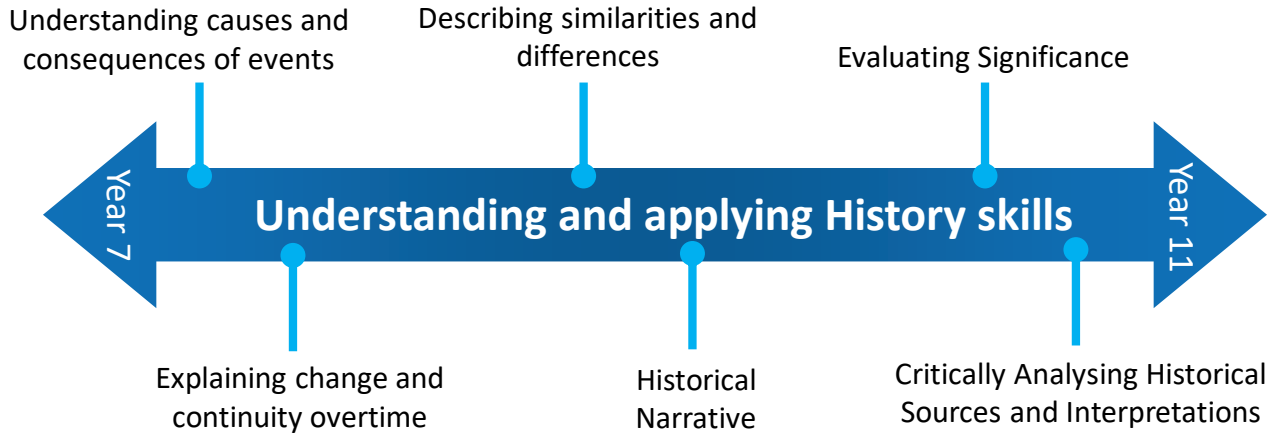 Understanding causes and
consequences of events
Describing similarities and
differences
Evaluating Significance
Year 7
Understanding and applying History skills
Year 11
Explaining change and
continuity overtime
Historical
Narrative
Critically Analysing Historical
Sources and Interpretations